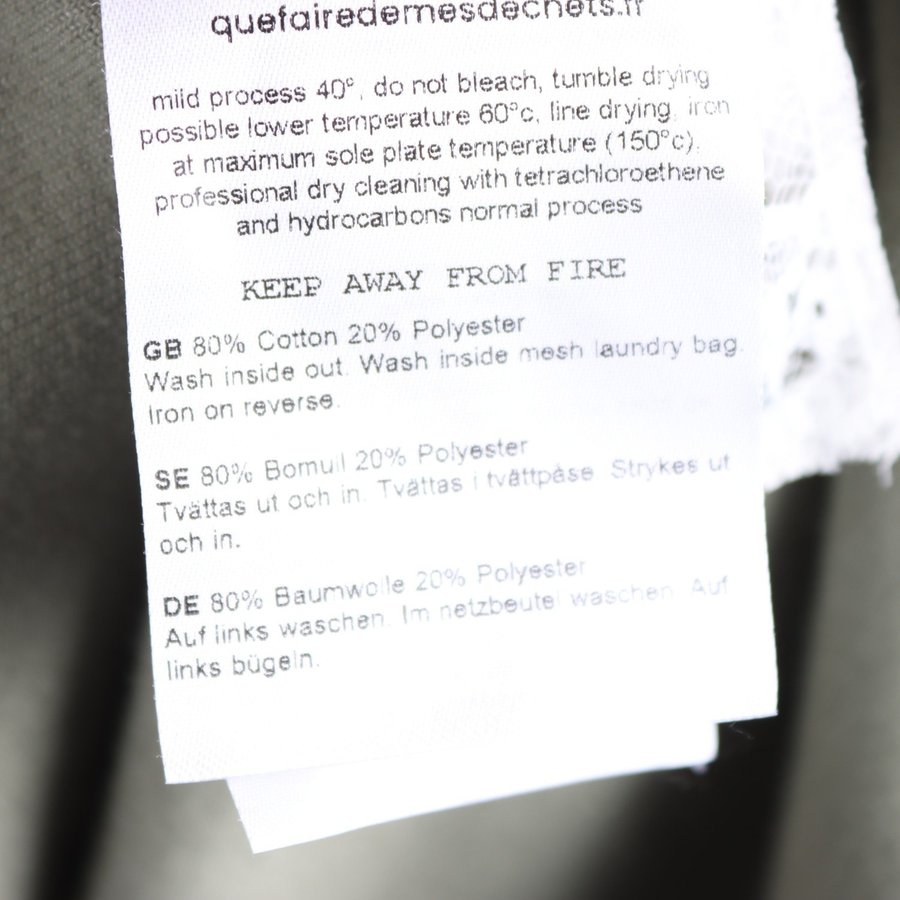 quefairedemesdechets.fr
mild process 40°, do not bleach, tumble drying
possible lower temperature 60°c, line drying, iron
at maximum sole plate temperature (150°c),
professional dry cleaning with tetrachloroethene
and hydrocarbons normal process
KEEP AWAY FROM FIRE
GB 80% Cotton 20% Polyester
Wash inside out. Wash inside mesh laundry bag.
Iron on reverse.
SE 80% Bomull 20% Polyester
Tvättas ut och in. Tvättas i tvättpåse. Strykes ut
och in.
DE 80% Baumwolle 20% Polyester
Auf links waschen. Im netzbeutel waschen. Auf
links bügeln.